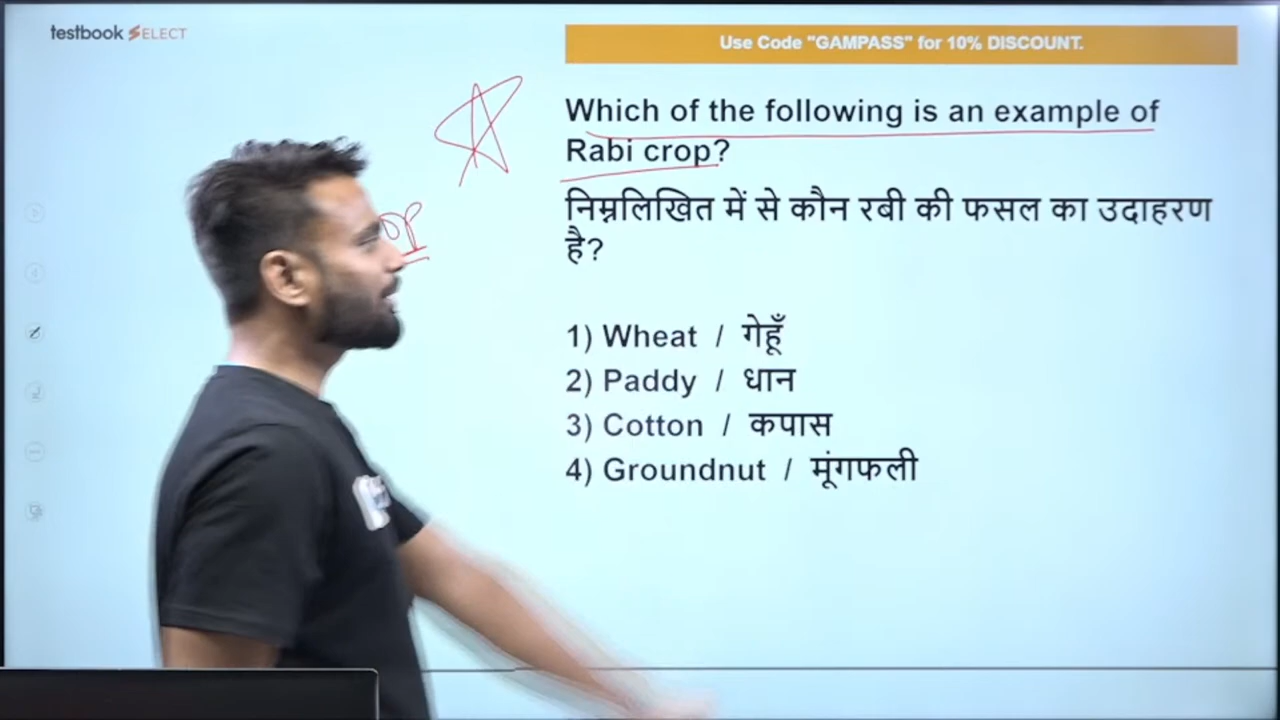 testbook SELECT
Use Code "GAMPASS" for 10% DISCOUNT.
Which of the following is an example of
Rabi crop?
निम्नलिखित में से कौन रबी की फसल का उदाहरण
है?
1) Wheat / गेहूँ
2) Paddy / धान
3) Cotton / कपास
4) Groundnut / मूंगफली